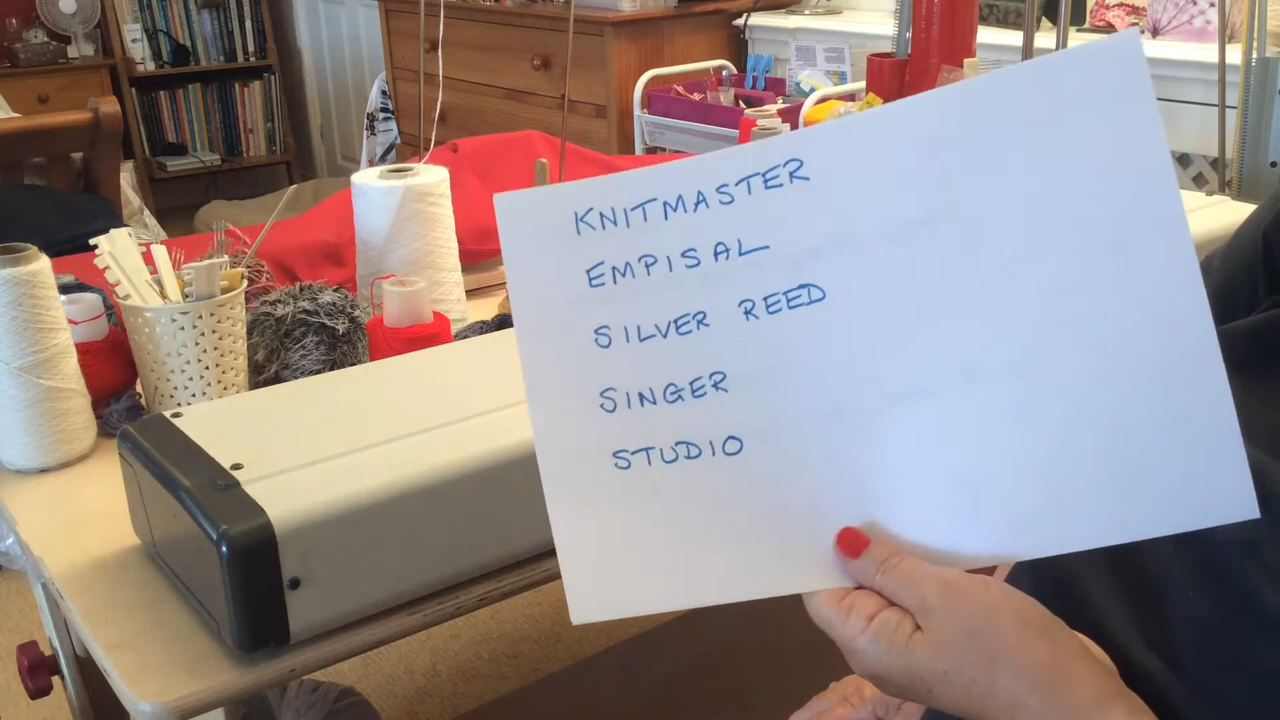 KNITMASTER
EMPISAL
SILVER REED
SINGER
STUDIO